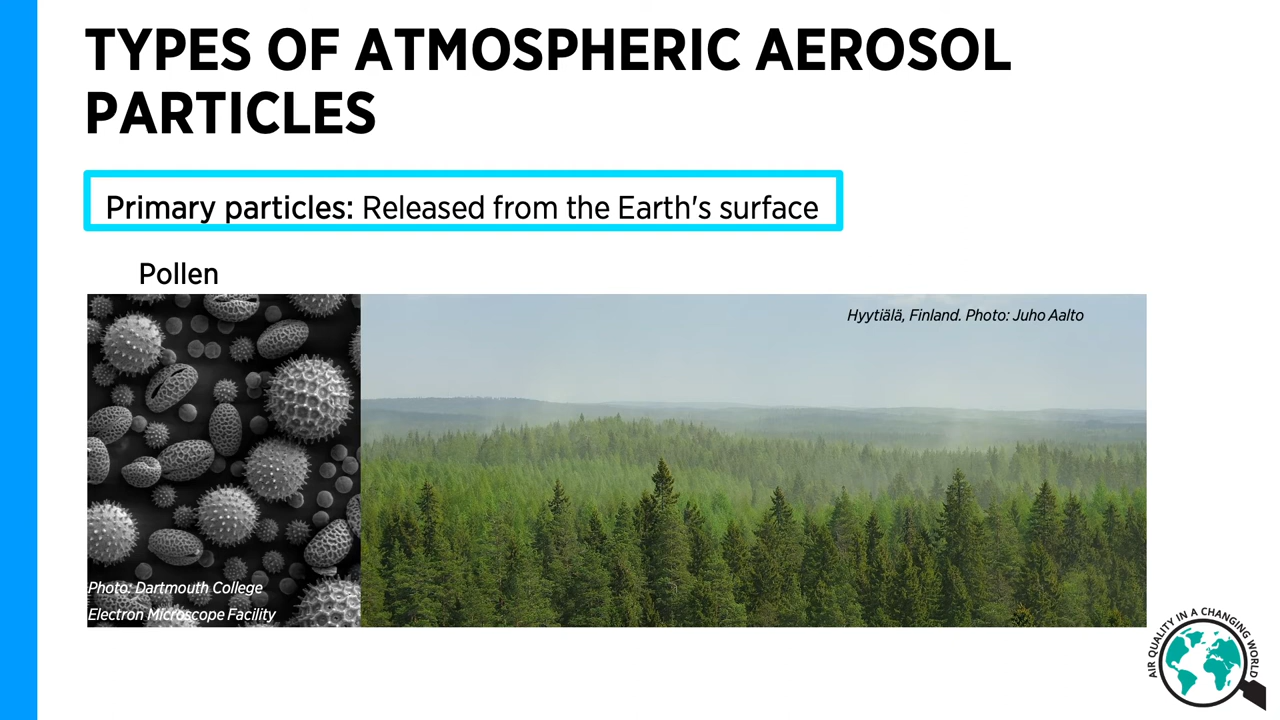 TYPES OF ATMOSPHERIC AEROSOL
PARTICLES
Primary particles: Released from the Earth's surface
Pollen
Hyytiälä, Finland. Photo: Juho Aalto
Photo: Dartmouth College
Electron Microscope Facility
AIR QUALITY IN A CHANGING WORLD